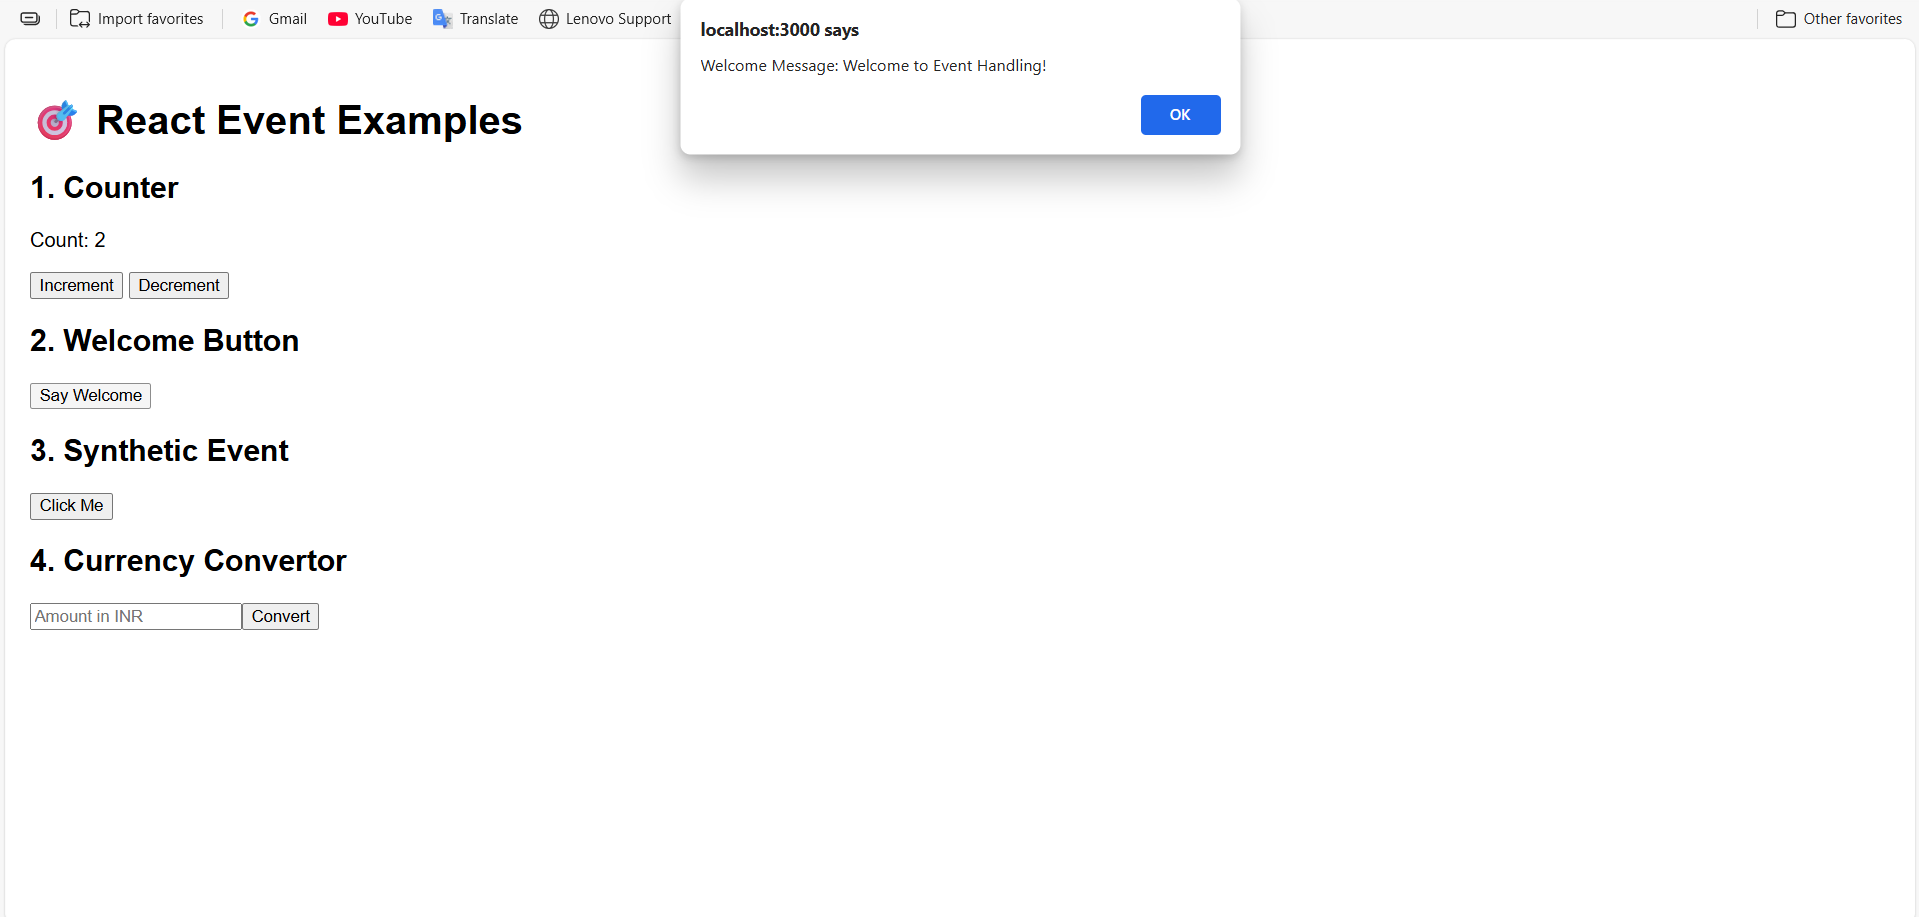 Import favorites Gmail YouTube Translate Lenovo Support Other favorites
localhost:3000 says
Welcome Message: Welcome to Event Handling!
OK
React Event Examples
1. Counter
Count: 2
Increment Decrement
2. Welcome Button
Say Welcome
3. Synthetic Event
Click Me
4. Currency Convertor
Amount in INR Convert